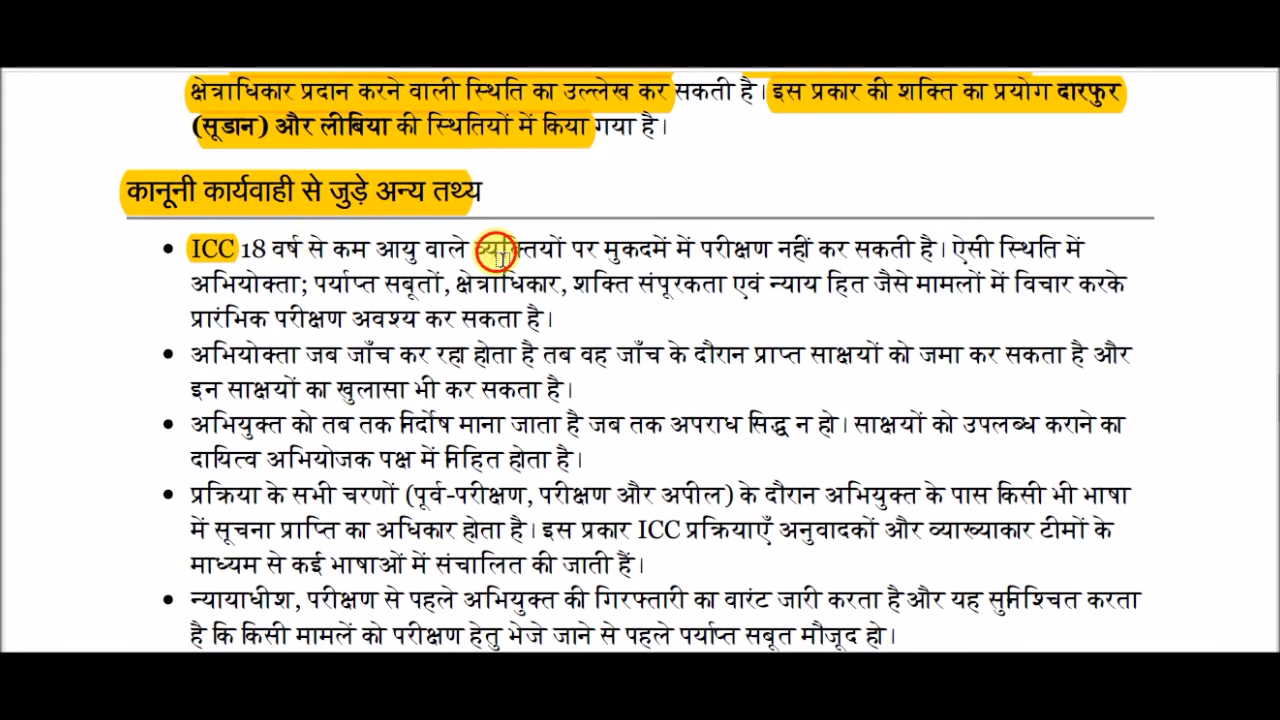 क्षेत्राधिकार प्रदान करने वाली स्थिति का उल्लेख कर सकती है। इस प्रकार की शक्ति का प्रयोग दारफुर
(सूडान) और लीबिया की स्थितियों में किया गया है।
कानूनी कार्यवाही से जुड़े अन्य तथ्य
• ICC 18 वर्ष से कम आयु वाले व्यक्तियों पर मुकदमें में परीक्षण नहीं कर सकती है। ऐसी स्थिति में
अभियोक्ता; पर्याप्त सबूतों, क्षेत्राधिकार, शक्ति संपूरकता एवं न्याय हित जैसे मामलों में विचार करके
प्रारंभिक परीक्षण अवश्य कर सकता है।
• अभियोक्ता जब जाँच कर रहा होता है तब वह जाँच के दौरान प्राप्त साक्षयों को जमा कर सकता है और
इन साक्षयों का खुलासा भी कर सकता है।
• अभियुक्त को तब तक निर्दोष माना जाता है जब तक अपराध सिद्ध न हो। साक्षयों को उपलब्ध कराने का
दायित्व अभियोजक पक्ष में निहित होता है।
• प्रक्रिया के सभी चरणों (पूर्व-परीक्षण, परीक्षण और अपील) के दौरान अभियुक्त के पास किसी भी भाषा
में सूचना प्राप्ति का अधिकार होता है। इस प्रकार ICC प्रक्रियाएँ अनुवादकों और व्याख्याकार टीमों के
माध्यम से कई भाषाओं में संचालित की जाती हैं।
• न्यायाधीश, परीक्षण से पहले अभियुक्त की गिरफ्तारी का वारंट जारी करता है और यह सुनिश्चित करता
है कि किसी मामलें को परीक्षण हेतु भेजे जाने से पहले पर्याप्त सबूत मौजूद हो।